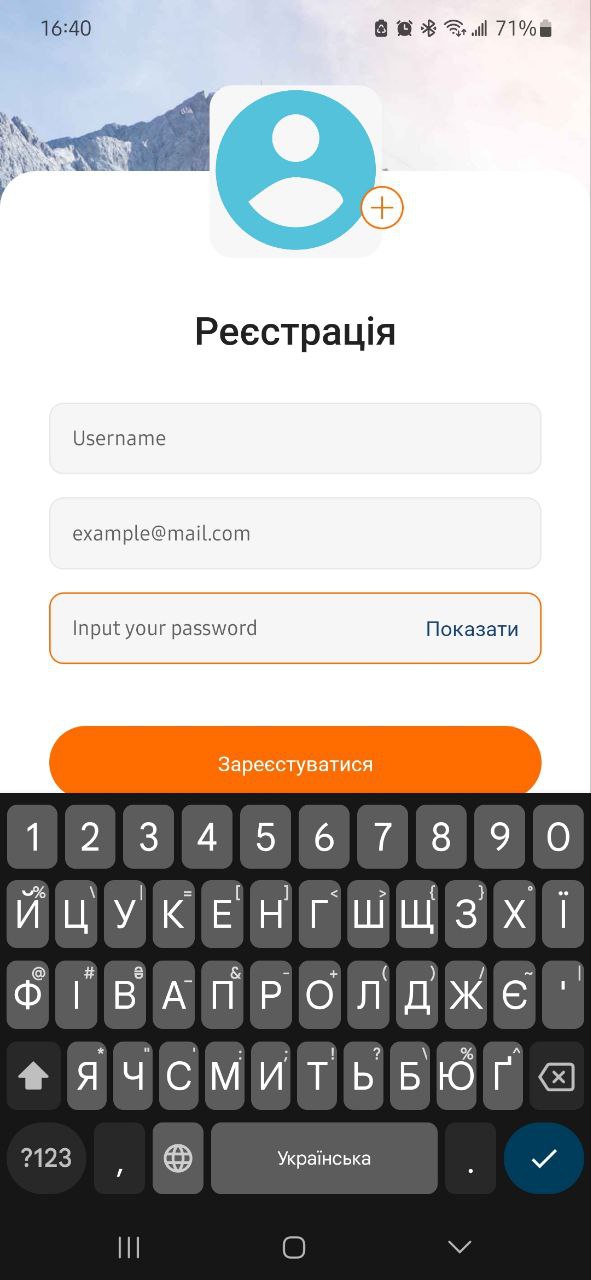 16:40 71%
Реєстрація
Username
example@mail.com
Input your password Показати
Зареєструватися
1 2 3 4 5 6 7 8 9 0
% \ | = [ ] < > { } °
Й Ц У К Е Н Г Ш Щ З Х Ї
@ # ₴ _ & - + ( ) / ~ |
Ф І В А П Р О Л Д Ж Є '
* " ' : ; ! ? \ % ^
Я Ч С М И Т Ь Б Ю Ґ
?123 , Українська .